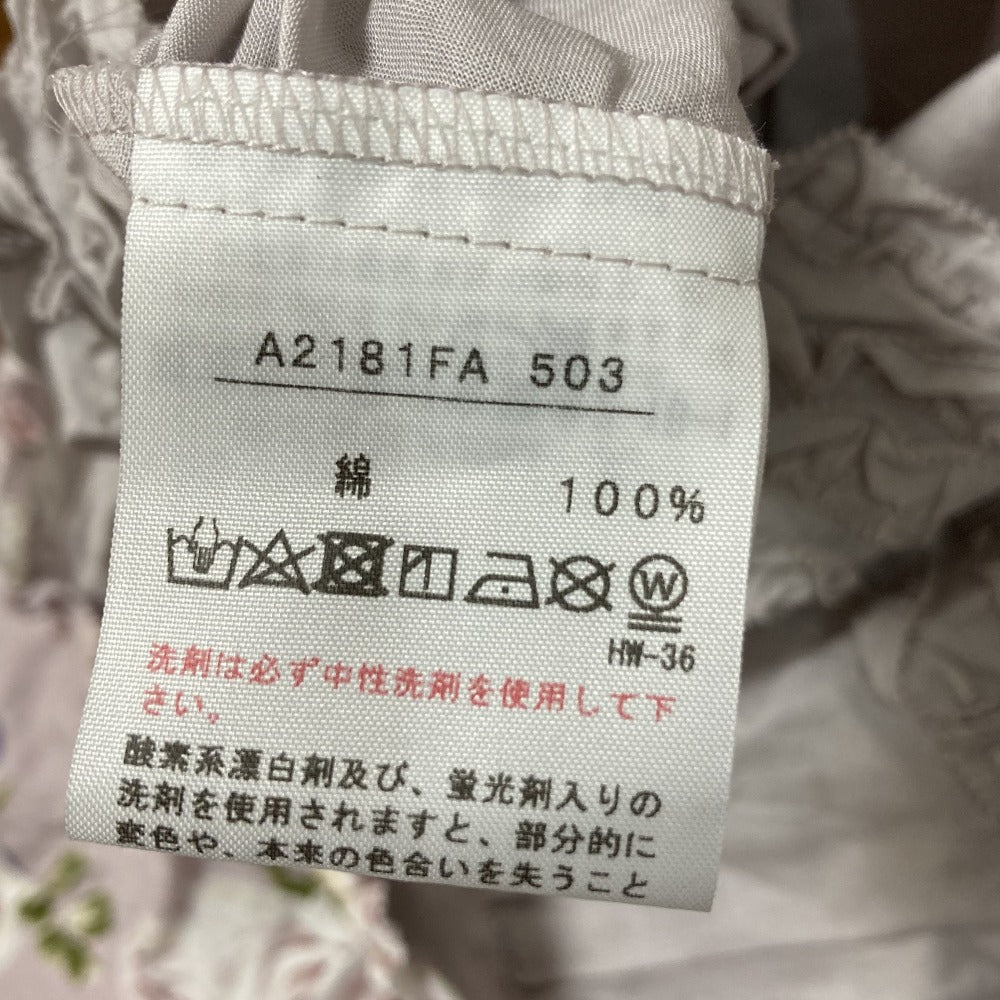 A2181FA 503
綿 100%
W
HW-36
洗剤は必ず中性洗剤を使用して下
さい。
酸素系漂白剤及び、蛍光剤入りの
洗剤を使用されますと、部分的に
変色や、本来の色合いを失うこと